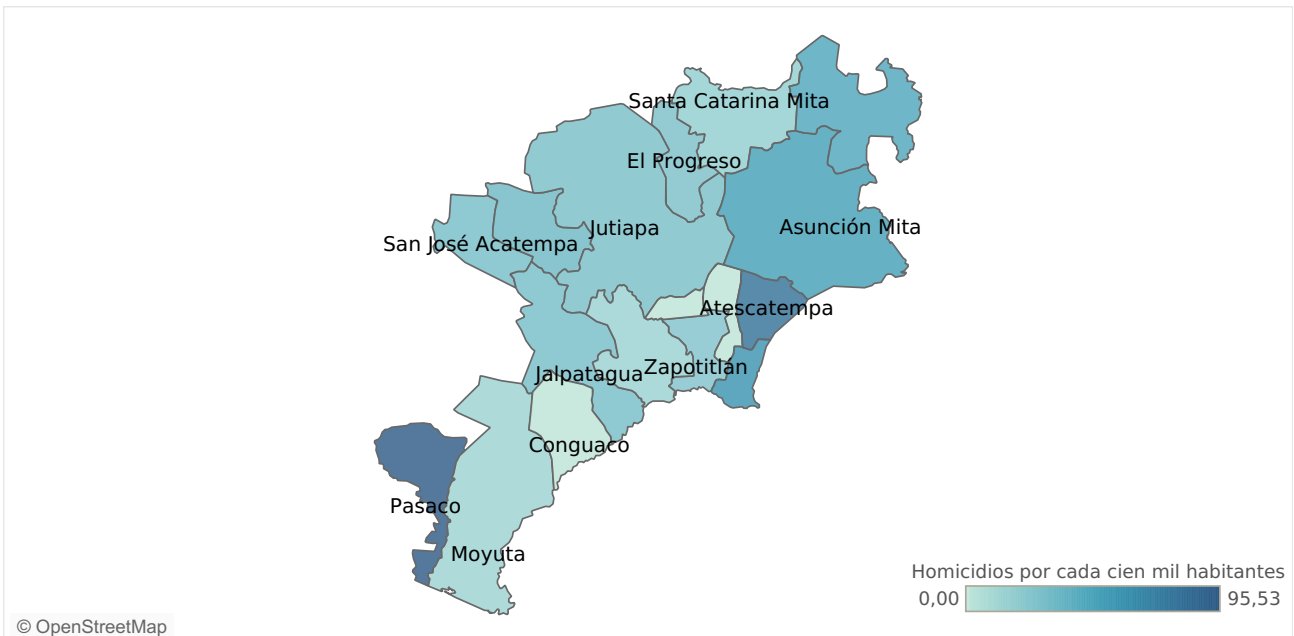 Santa Catarina Mita
El Progreso
Jutiapa
Asunción Mita
San José Acatempa
Atescatempa
Zapotitlán
Jalpatagua
Conguaco
Pasaco
Moyuta
Homicidios por cada cien mil habitantes
0,00 95,53
© OpenStreetMap